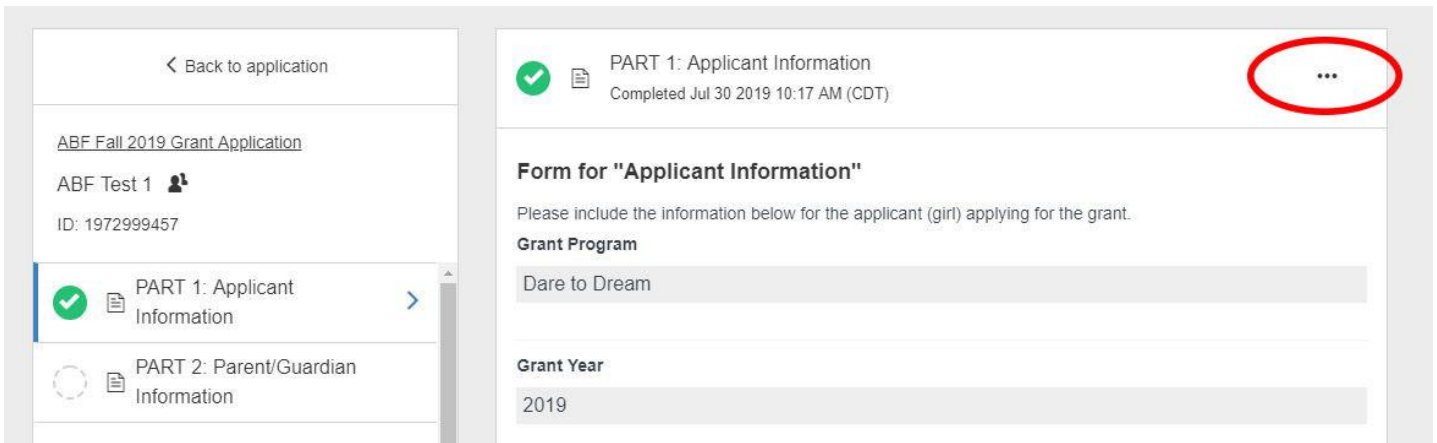 Back to application
ABF Fall 2019 Grant Application
ABF Test 1
ID: 1972999457
PART 1: Applicant
Information
PART 2: Parent/Guardian
Information
PART 1: Applicant Information
Completed Jul 30 2019 10:17 AM (CDT)
...
Form for "Applicant Information"
Please include the information below for the applicant (girl) applying for the grant.
Grant Program
Dare to Dream
Grant Year
2019